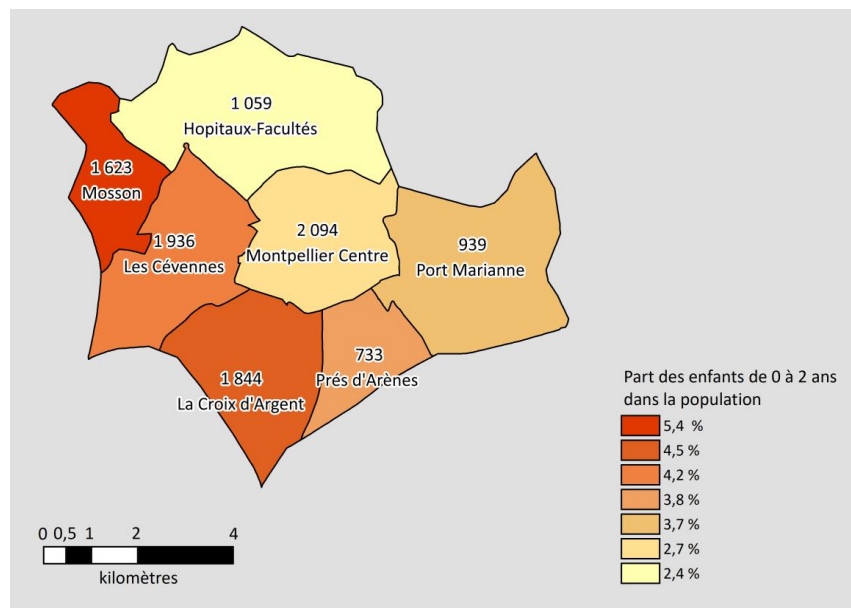 1 059
Hopitaux-Facultés
1 623
Mosson
1 936
Les Cévennes
2 094
Montpellier Centre
939
Port Marianne
1 844
La Croix d'Argent
733
Prés d'Arènes
Part des enfants de 0 à 2 ans
dans la population
5,4 %
4,5 %
4,2 %
3,8 %
3,7 %
2,7 %
2,4 %
0 0,5 1 2 4
kilomètres